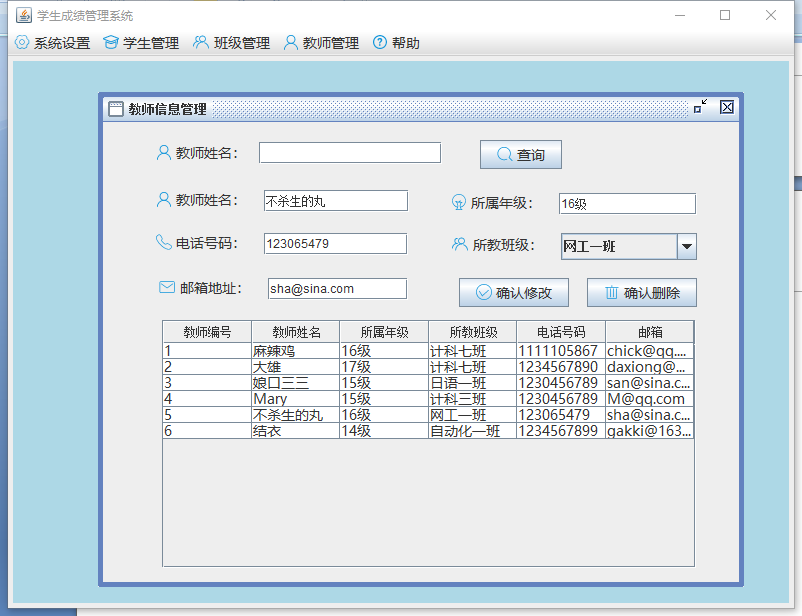 学生成绩管理系统
系统设置 学生管理 班级管理 教师管理 帮助
教师信息管理
教师姓名： 查询
教师姓名： 不杀生的丸 所属年级： 16级
电话号码： 123065479 所教班级： 网工一班
邮箱地址： sha@sina.com 确认修改 确认删除
教师编号 教师姓名 所属年级 所教班级 电话号码 邮箱
1 麻辣鸡 16级 计科七班 1111105867 chick@qq....
2 大雄 17级 计科七班 1234567890 daxiong@...
3 娘口三三 15级 日语一班 1230456789 san@sina.c...
4 Mary 15级 计科三班 1230456789 M@qq.com
5 不杀生的丸 16级 网工一班 123065479 sha@sina.c...
6 结衣 14级 自动化一班 1234567899 gakki@163...